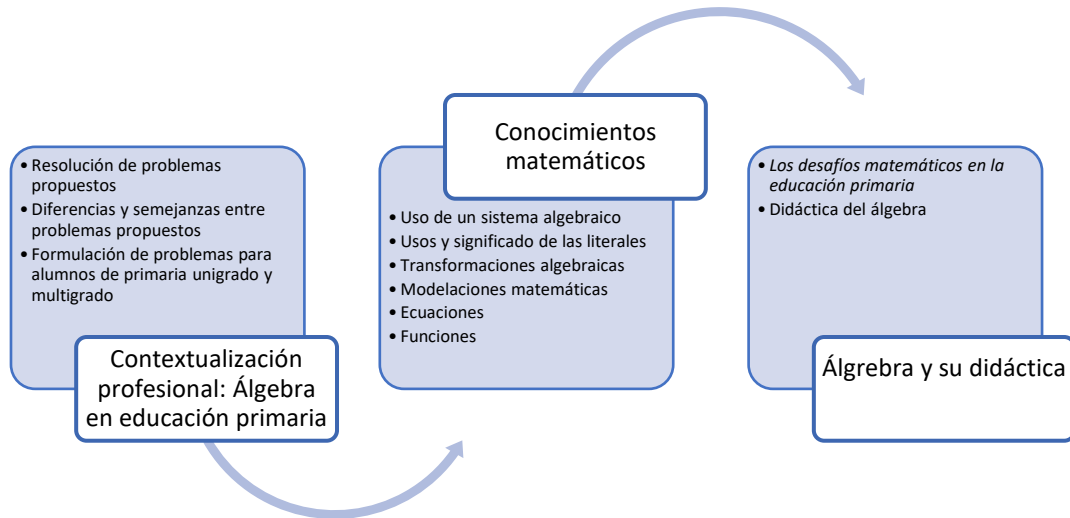 • Resolución de problemas
propuestos
• Diferencias y semejanzas entre
problemas propuestos
• Formulación de problemas para
alumnos de primaria unigrado y
multigrado
Contextualización
profesional: Álgebra
en educación primaria
Conocimientos
matemáticos
• Uso de un sistema algebraico
• Usos y significado de las literales
• Transformaciones algebraicas
• Modelaciones matemáticas
• Ecuaciones
• Funciones
• Los desafíos matemáticos en la
educación primaria
• Didáctica del álgebra
Álgrebra y su didáctica